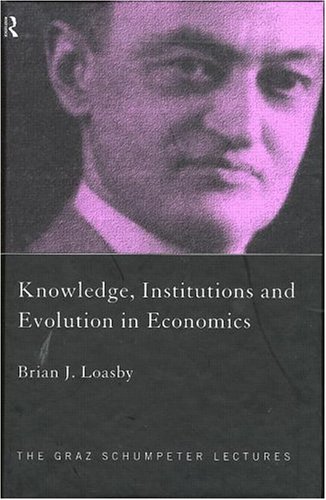 R
Knowledge, Institutions and
Evolution in Economics
Brian J. Loasby
THE GRAZ SCHUMPETER LECTURES